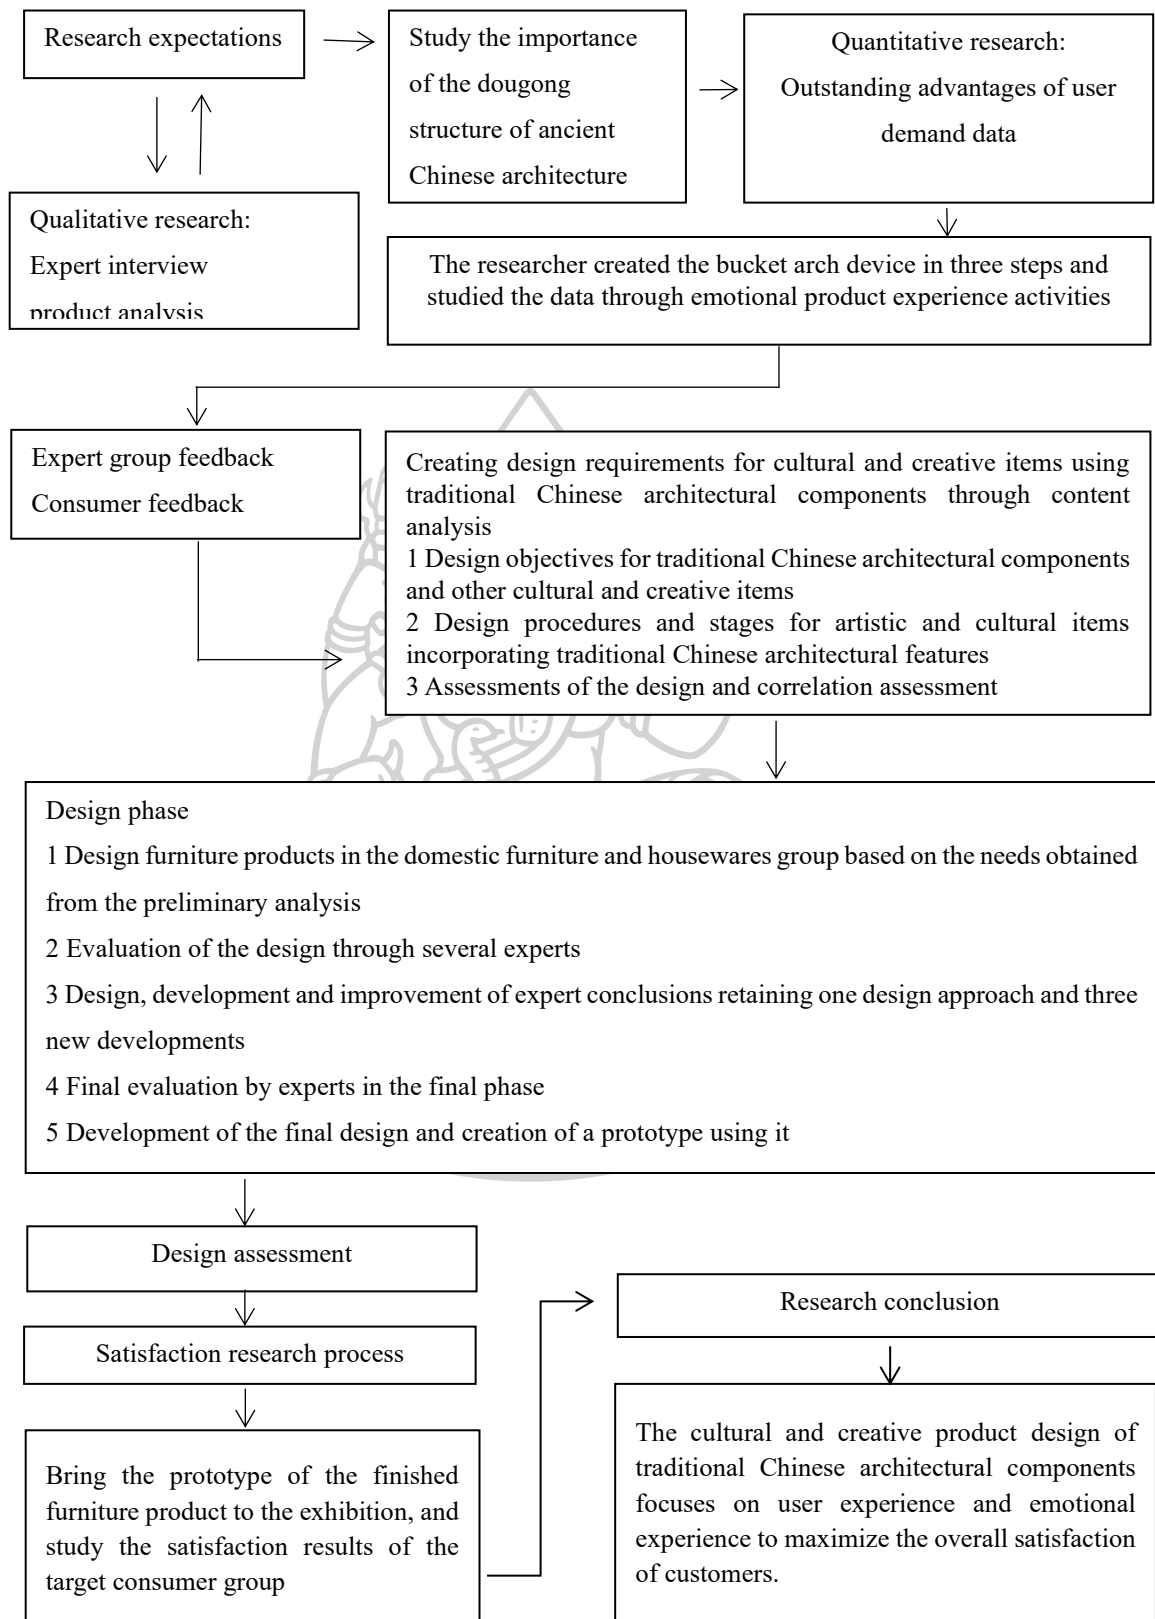 Research expectations
Study the importance
of the dougong
structure of ancient
Chinese architecture
Quantitative research:
Outstanding advantages of user
demand data
Qualitative research:
Expert interview
product analysis
The researcher created the bucket arch device in three steps and
studied the data through emotional product experience activities
Expert group feedback
Consumer feedback
Creating design requirements for cultural and creative items using
traditional Chinese architectural components through content
analysis
1 Design objectives for traditional Chinese architectural components
and other cultural and creative items
2 Design procedures and stages for artistic and cultural items
incorporating traditional Chinese architectural features
3 Assessments of the design and correlation assessment
Design phase
1 Design furniture products in the domestic furniture and housewares group based on the needs obtained
from the preliminary analysis
2 Evaluation of the design through several experts
3 Design, development and improvement of expert conclusions retaining one design approach and three
new developments
4 Final evaluation by experts in the final phase
5 Development of the final design and creation of a prototype using it
Design assessment
Satisfaction research process
Bring the prototype of the finished
furniture product to the exhibition, and
study the satisfaction results of the
target consumer group
Research conclusion
The cultural and creative product design of
traditional Chinese architectural components
focuses on user experience and emotional
experience to maximize the overall satisfaction
of customers.